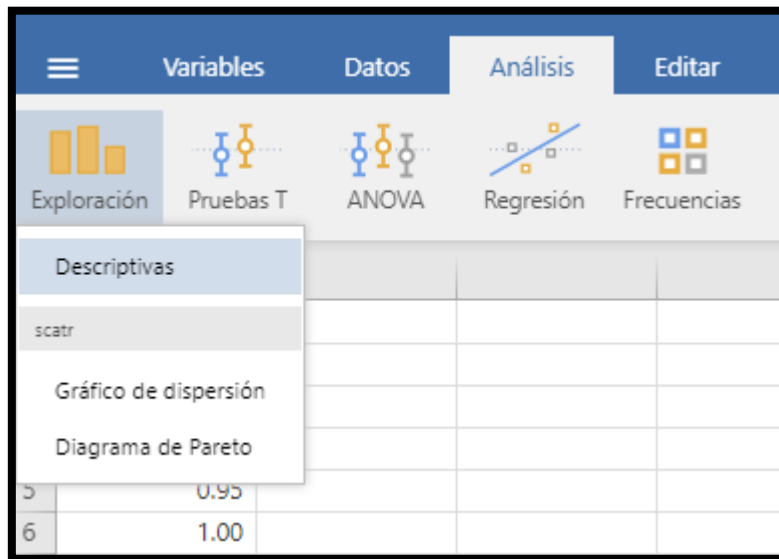 Variables Datos Análisis Editar
Exploración Pruebas T ANOVA Regresión Frecuencias
Descriptivas
scatr
Gráfico de dispersión
Diagrama de Pareto
5 0.95
6 1.00